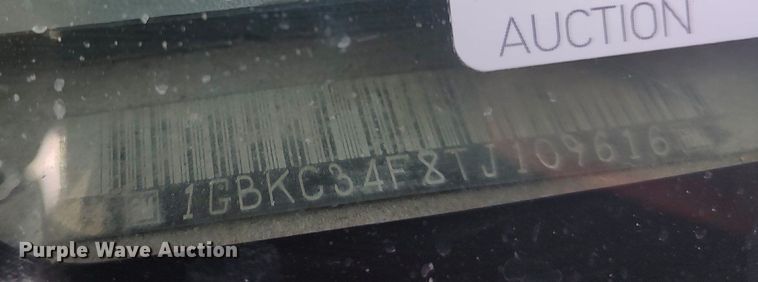 AUCTION
1GBKC34F8TJ109616
Purple Wave Auction